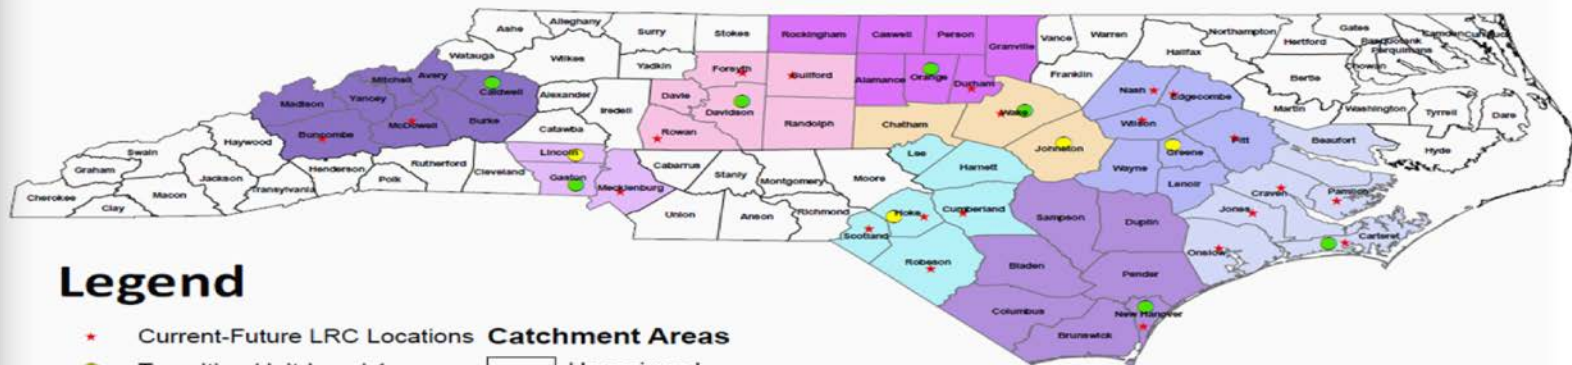 Ashe
Alleghany
Surry
Stokes
Rockingham
Caswell
Person
Granville
Vance
Warren
Northampton
Gates
Hertford
Halifax
Watauga
Wilkes
Yadkin
Forsyth
Guilford
Alamance
Orange
Durham
Franklin
Nash
Edgecombe
Bertie
Chowan
Perquimans
Pasquotank
Camden
Mitchell
Avery
Caldwell
Alexander
Iredell
Davie
Davidson
Randolph
Chatham
Wake
Wilson
Martin
Washington
Tyrrell
Dare
Madison
Yancey
McDowell
Burke
Catawba
Rowan
Johnston
Greene
Pitt
Beaufort
Hyde
Buncombe
Haywood
Swain
Graham
Cherokee
Clay
Macon
Jackson
Transylvania
Henderson
Polk
Rutherford
Cleveland
Lincoln
Gaston
Mecklenburg
Cabarrus
Stanly
Montgomery
Moore
Lee
Harnett
Wayne
Lenoir
Craven
Pamlico
Jones
Carteret
Onslow
Union
Anson
Richmond
Scotland
Hoke
Cumberland
Sampson
Duplin
Robeson
Bladen
Pender
Columbus
New Hanover
Brunswick
Legend
Current-Future LRC Locations Catchment Areas